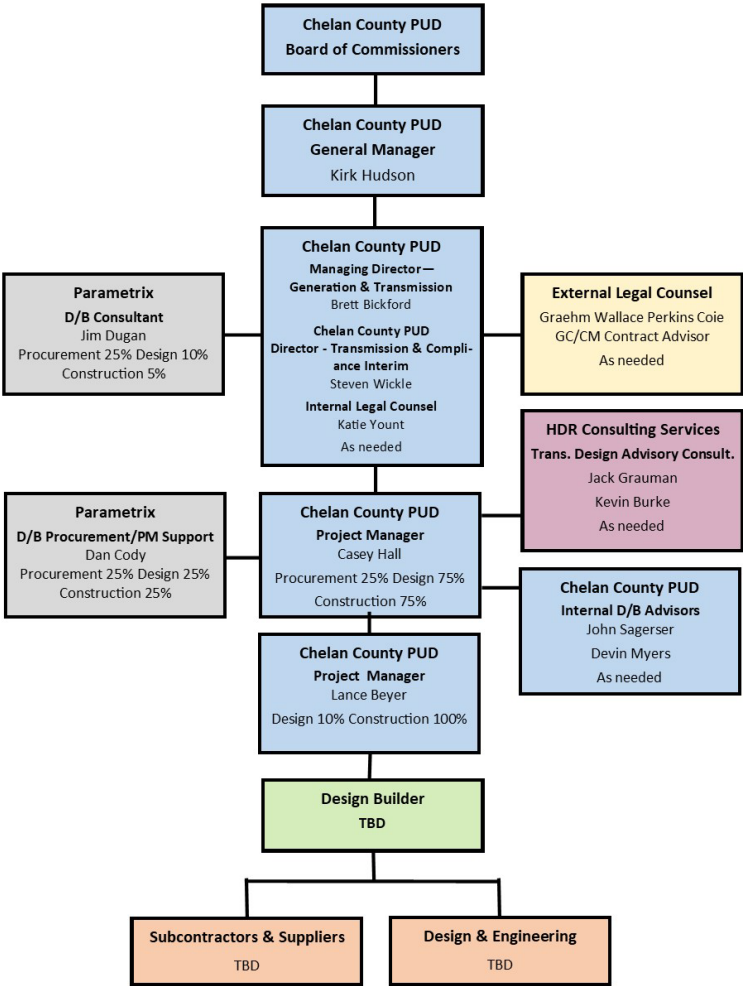 Chelan County PUD
Board of Commissioners
Chelan County PUD
General Manager
Kirk Hudson
Chelan County PUD
Managing Director—
Generation & Transmission
Brett Bickford
Chelan County PUD
Director - Transmission & Compli-
ance Interim
Steven Wickle
Internal Legal Counsel
Katie Yount
As needed
Parametrix
D/B Consultant
Jim Dugan
Procurement 25% Design 10%
Construction 5%
External Legal Counsel
Graehm Wallace Perkins Coie
GC/CM Contract Advisor
As needed
HDR Consulting Services
Trans. Design Advisory Consult.
Jack Grauman
Kevin Burke
As needed
Parametrix
D/B Procurement/PM Support
Dan Cody
Procurement 25% Design 25%
Construction 25%
Chelan County PUD
Project Manager
Casey Hall
Procurement 25% Design 75%
Construction 75%
Chelan County PUD
Internal D/B Advisors
John Sagerser
Devin Myers
As needed
Chelan County PUD
Project Manager
Lance Beyer
Design 10% Construction 100%
Design Builder
TBD
Subcontractors & Suppliers
TBD
Design & Engineering
TBD